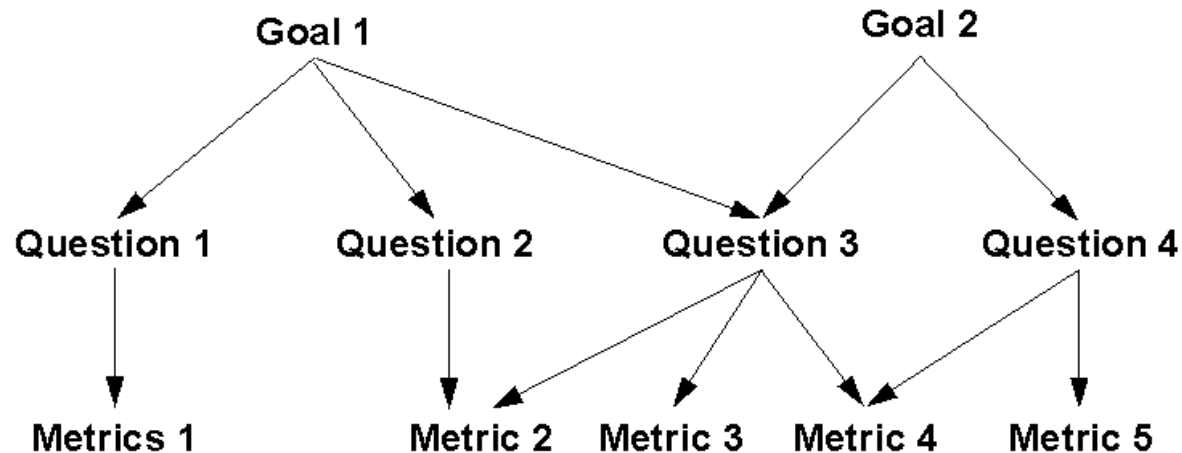 Goal 1
Goal 2
Question 1
Question 2
Question 3
Question 4
Metrics 1
Metric 2
Metric 3
Metric 4
Metric 5